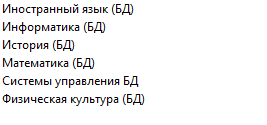 Иностранный язык (БД)
Информатика (БД)
История (БД)
Математика (БД)
Системы управления БД
Физическая культура (БД)